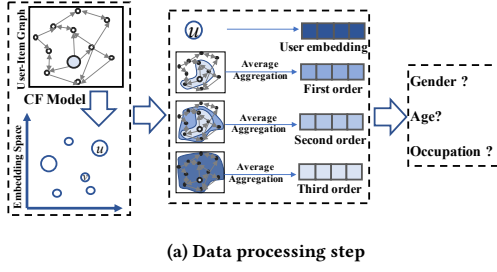 User-Item Graph
CF Model
Embedding Space
u
v
u
User embedding
Average
Aggregation
First order
Average
Aggregation
Second order
Average
Aggregation
Third order
Gender ?
Age?
Occupation ?
(a) Data processing step